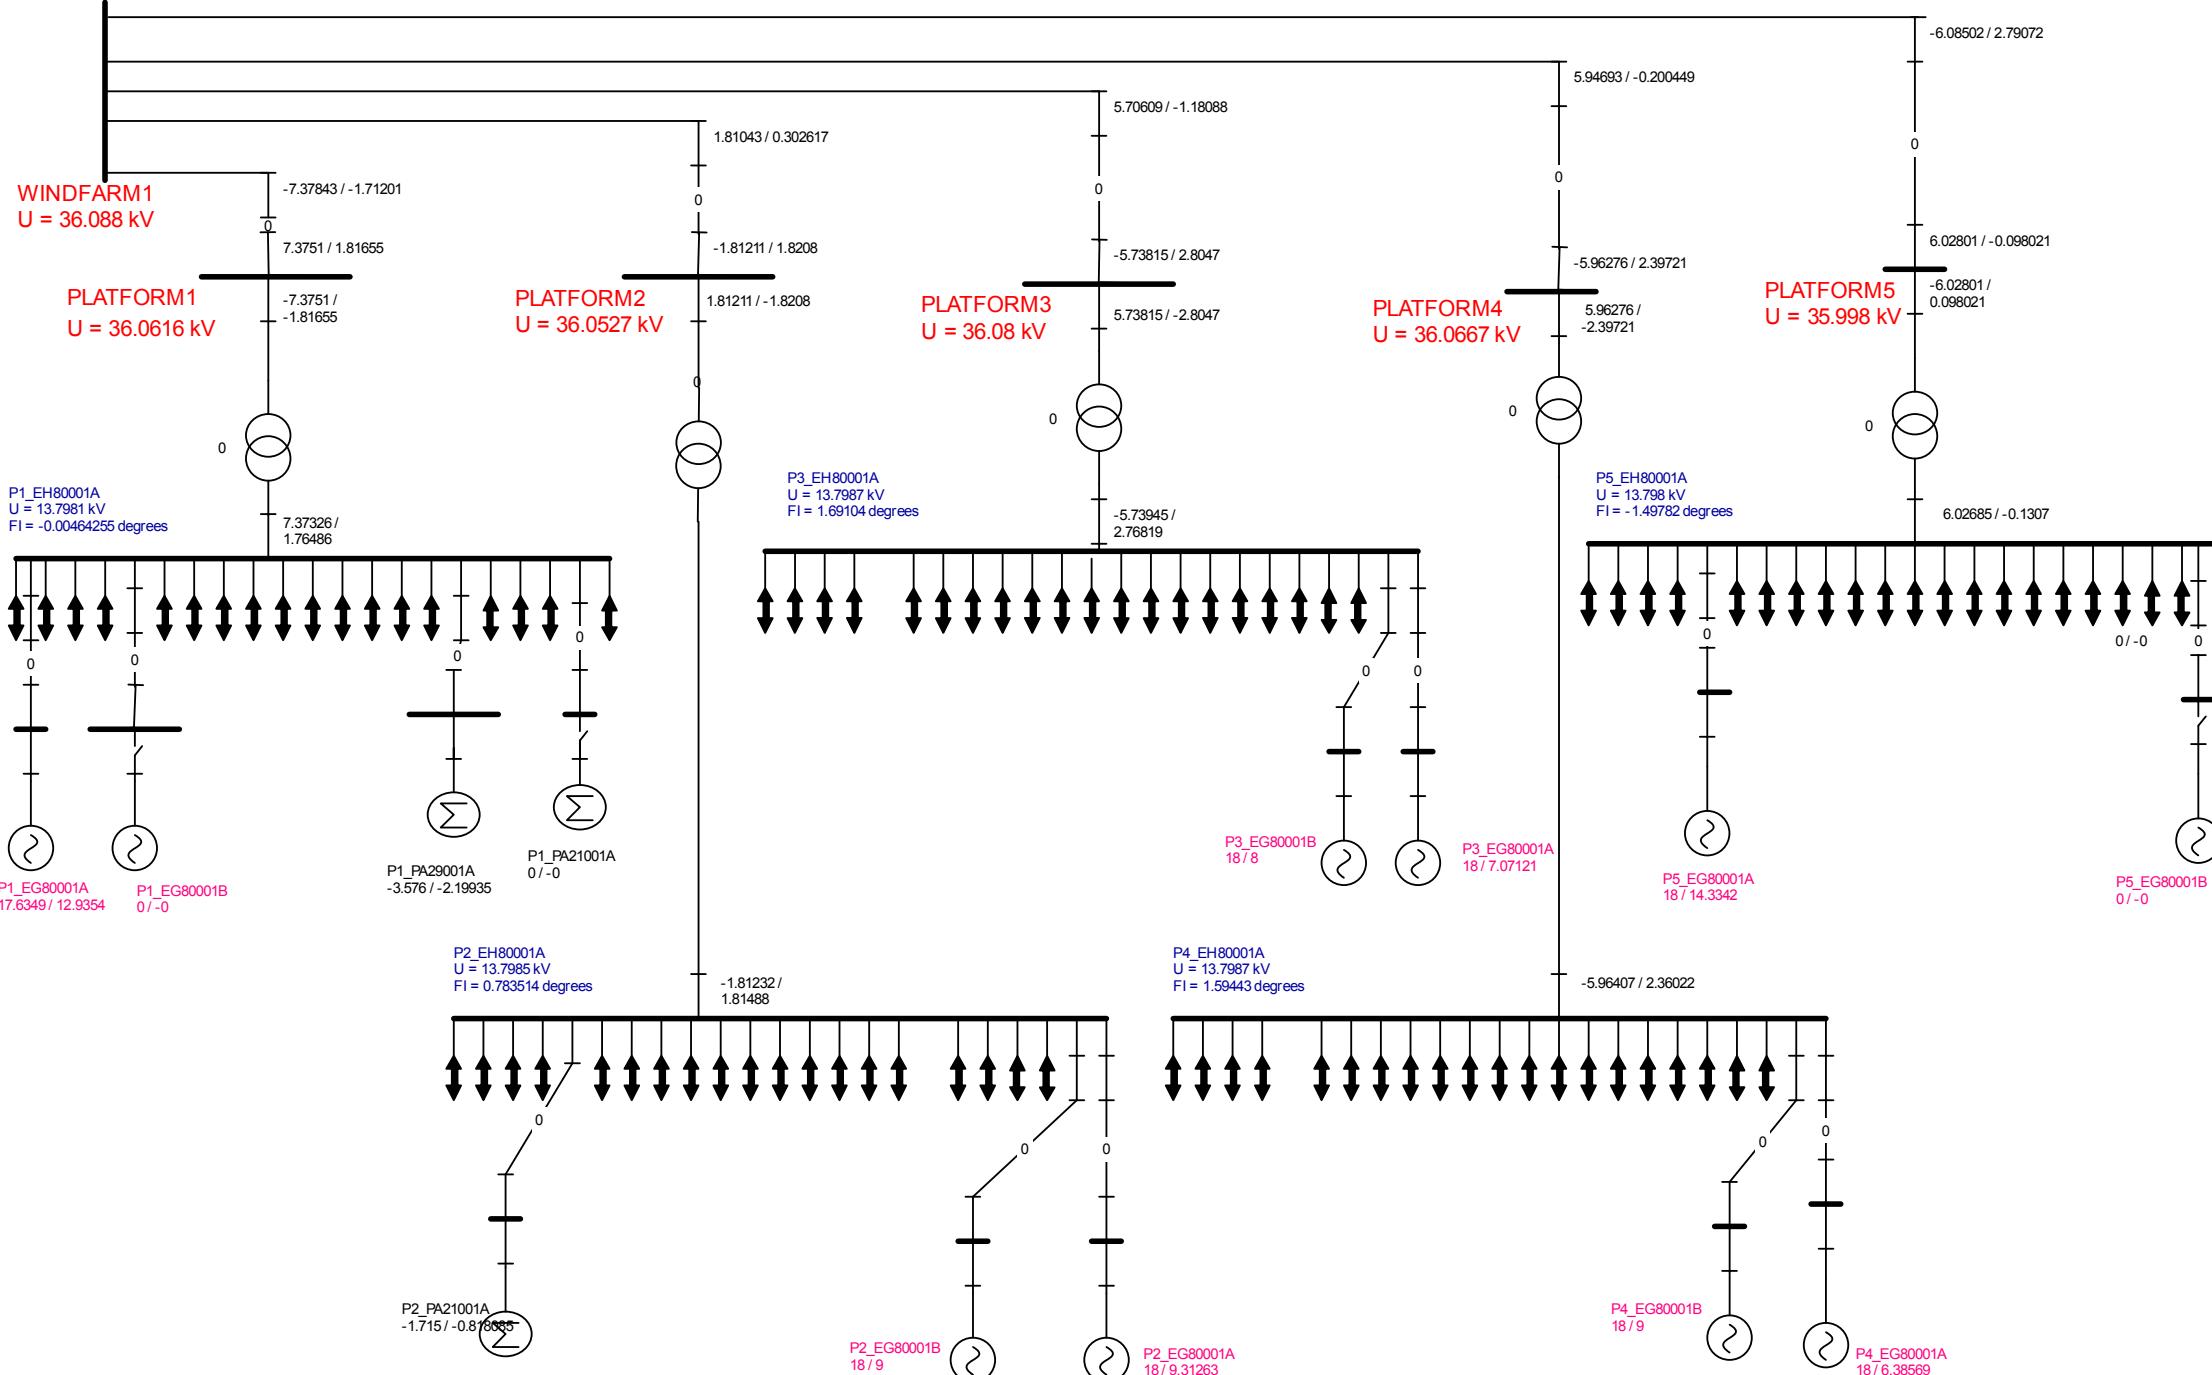 -6.08502 / 2.79072
5.94693 / -0.200449
5.70609 / -1.18088
1.81043 / 0.302617
0
WINDFARM1
U = 36.088 kV
-7.37843 / -1.71201
0
0
0
0
7.3751 / 1.81655
-1.81211 / 1.8208
-5.73815 / 2.8047
-5.96276 / 2.39721
6.02801 / -0.098021
PLATFORM1
U = 36.0616 kV
-7.3751 /
-1.81655
PLATFORM2
U = 36.0527 kV
1.81211 / -1.8208
PLATFORM3
U = 36.08 kV
5.73815 / -2.8047
PLATFORM4
U = 36.0667 kV
5.96276 /
-2.39721
PLATFORM5
U = 35.998 kV
-6.02801 /
0.098021
0
0
0
0
0
P1_EH80001A
U = 13.7981 kV
FI = -0.00464255 degrees
7.37326 /
1.76486
P3_EH80001A
U = 13.7987 kV
FI = 1.69104 degrees
-5.73945 /
2.76819
P5_EH80001A
U = 13.798 kV
FI = -1.49782 degrees
6.02685 / -0.1307
0
0
0
0
0
0
0
0 / -0
0
P1_EG80001A
17.6349 / 12.9354
P1_EG80001B
0 / -0
P1_PA29001A
-3.576 / -2.19935
P1_PA21001A
0 / -0
P3_EG80001B
18 / 8
P3_EG80001A
18 / 7.07121
P5_EG80001A
18 / 14.3342
P5_EG80001B
0 / -0
P2_EH80001A
U = 13.7985 kV
FI = 0.783514 degrees
-1.81232 /
1.81488
P4_EH80001A
U = 13.7987 kV
FI = 1.59443 degrees
-5.96407 / 2.36022
0
0
0
0
0
P2_PA21001A
-1.715 / -0.818085
P2_EG80001B
18 / 9
P2_EG80001A
18 / 9.31263
P4_EG80001B
18 / 9
P4_EG80001A
18 / 6.38569